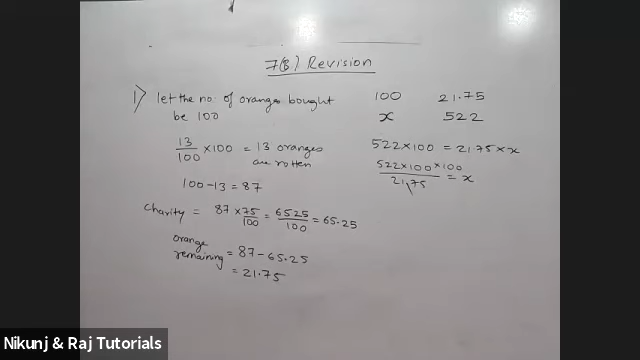 7(B) Revision
1) let the no. of oranges bought
be 100
13/100 × 100 = 13 oranges
are rotten
100 - 13 = 87
charity = 87 × 75/100 = 6525/100 = 65.25
orange
remaining = 87 - 65.25
= 21.75
100 21.75
x 522
522 × 100 = 21.75 × x
522 × 100 × 100 / 21.75 = x
Nikunj & Raj Tutorials